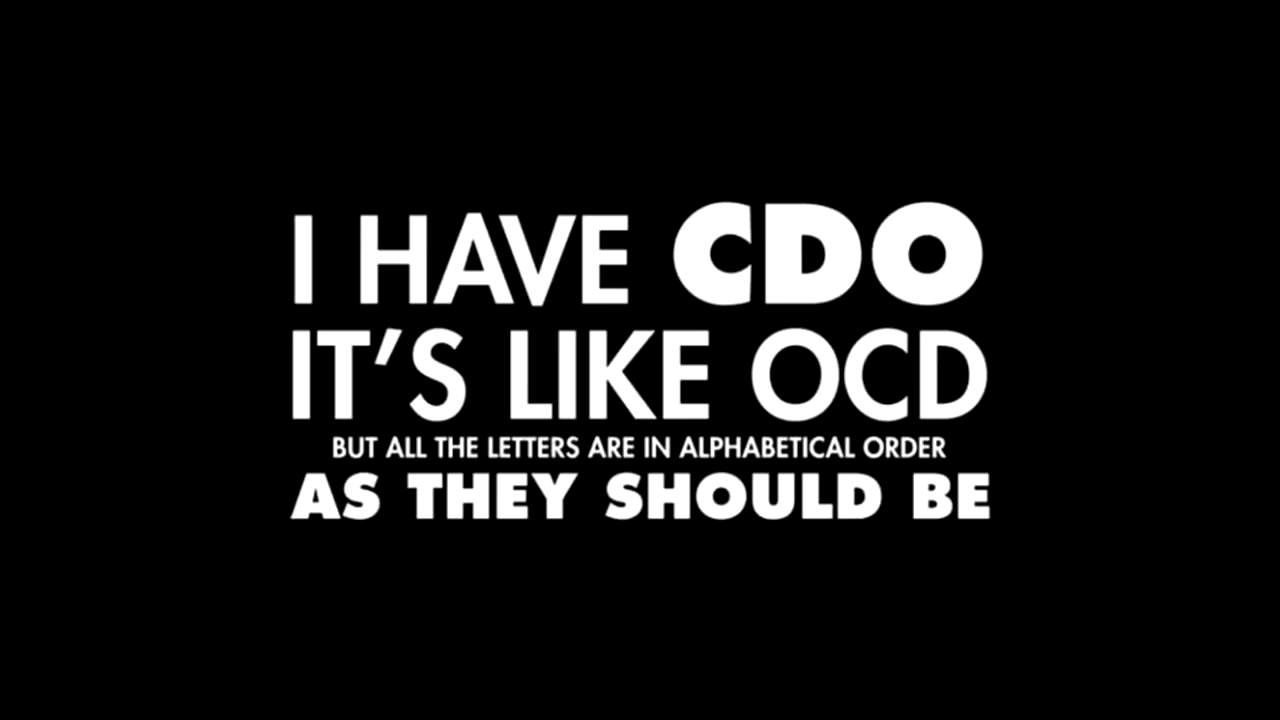 I HAVE CDO
IT'S LIKE OCD
BUT ALL THE LETTERS ARE IN ALPHABETICAL ORDER
AS THEY SHOULD BE